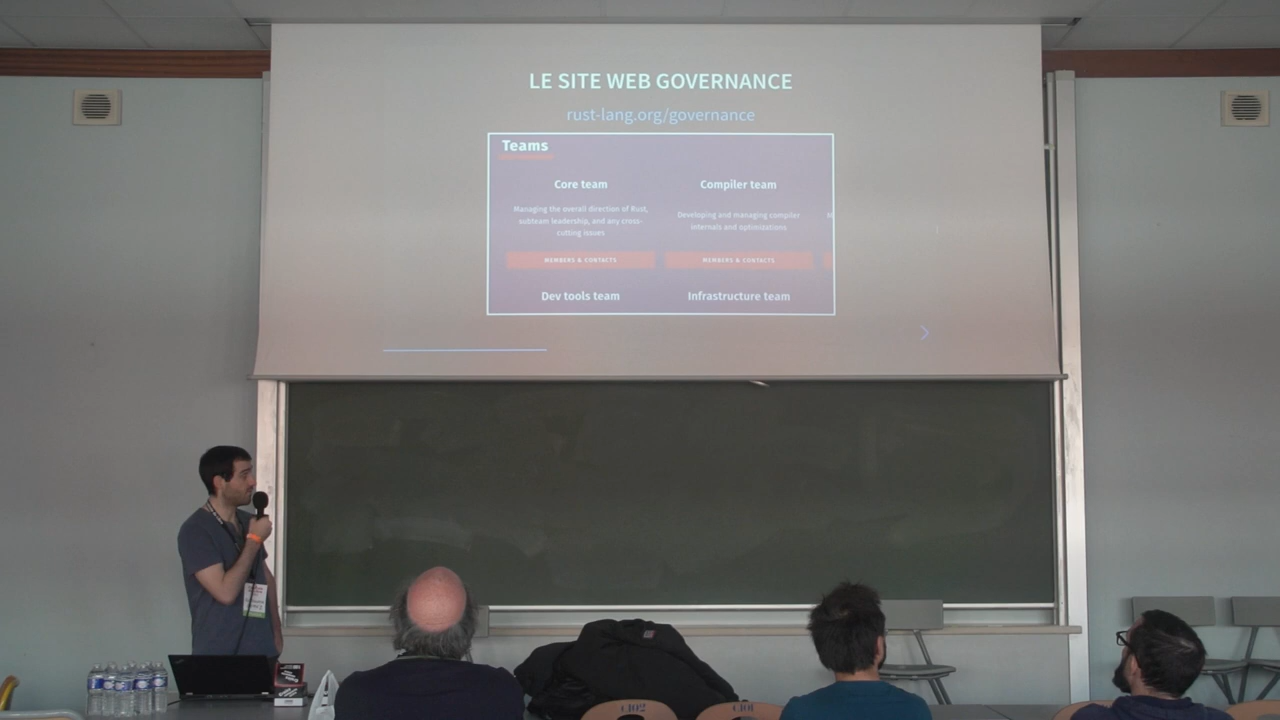 LE SITE WEB GOVERNANCE
rust-lang.org/governance
Teams
Core team
Managing the overall direction of Rust,
subteam leadership, and any cross-
cutting issues
MEMBERS & CONTACTS
Compiler team
Developing and managing compiler
internals and optimizations
MEMBERS & CONTACTS
Dev tools team
Infrastructure team
C102
C101